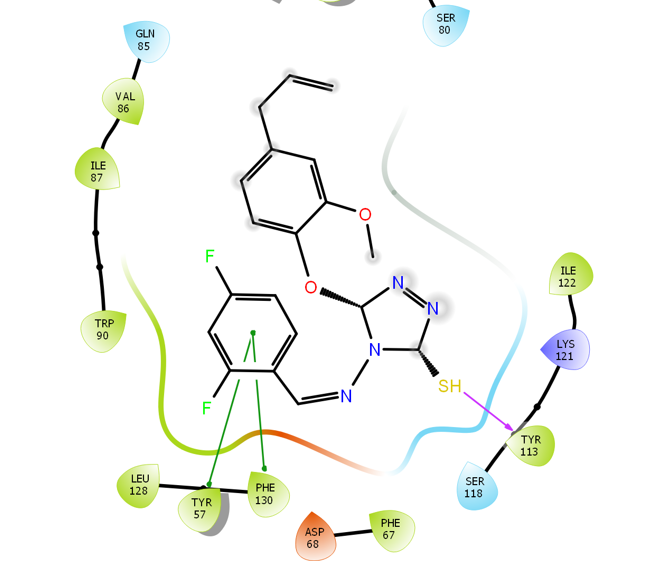 SER
80
GLN
85
VAL
86
ILE
87
O
F
ILE
122
N
N
O
TRP
90
LYS
121
N
SH
N
F
TYR
113
LEU
128
PHE
130
SER
118
TYR
57
ASP
68
PHE
67